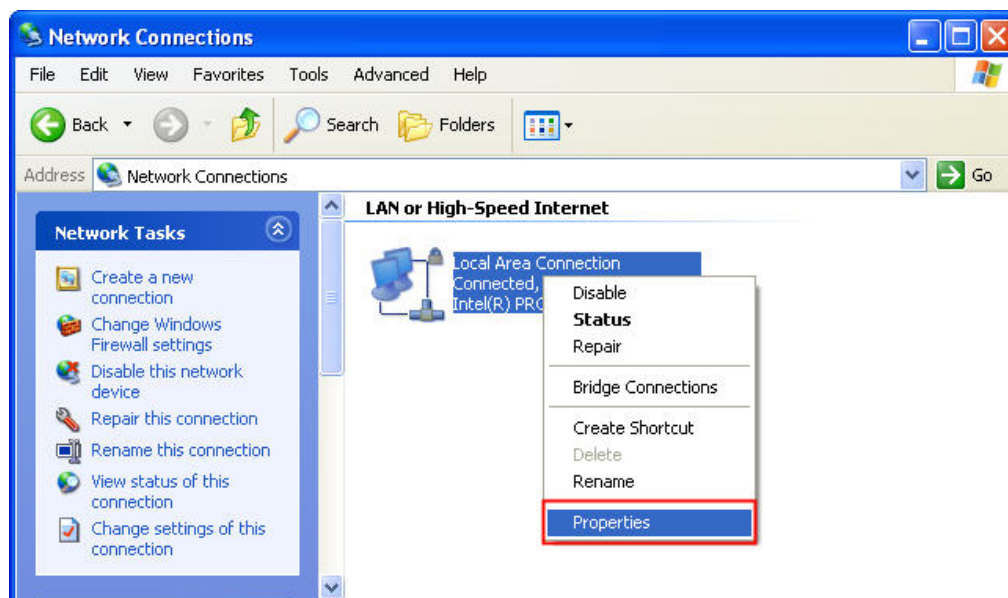 Network Connections
File Edit View Favorites Tools Advanced Help
Back Search Folders
Address Network Connections Go
Network Tasks
Create a new
connection
Change Windows
Firewall settings
Disable this network
device
Repair this connection
Rename this connection
View status of this
connection
Change settings of this
connection
LAN or High-Speed Internet
Local Area Connection
Connected,
Intel(R) PRO
Disable
Status
Repair
Bridge Connections
Create Shortcut
Delete
Rename
Properties